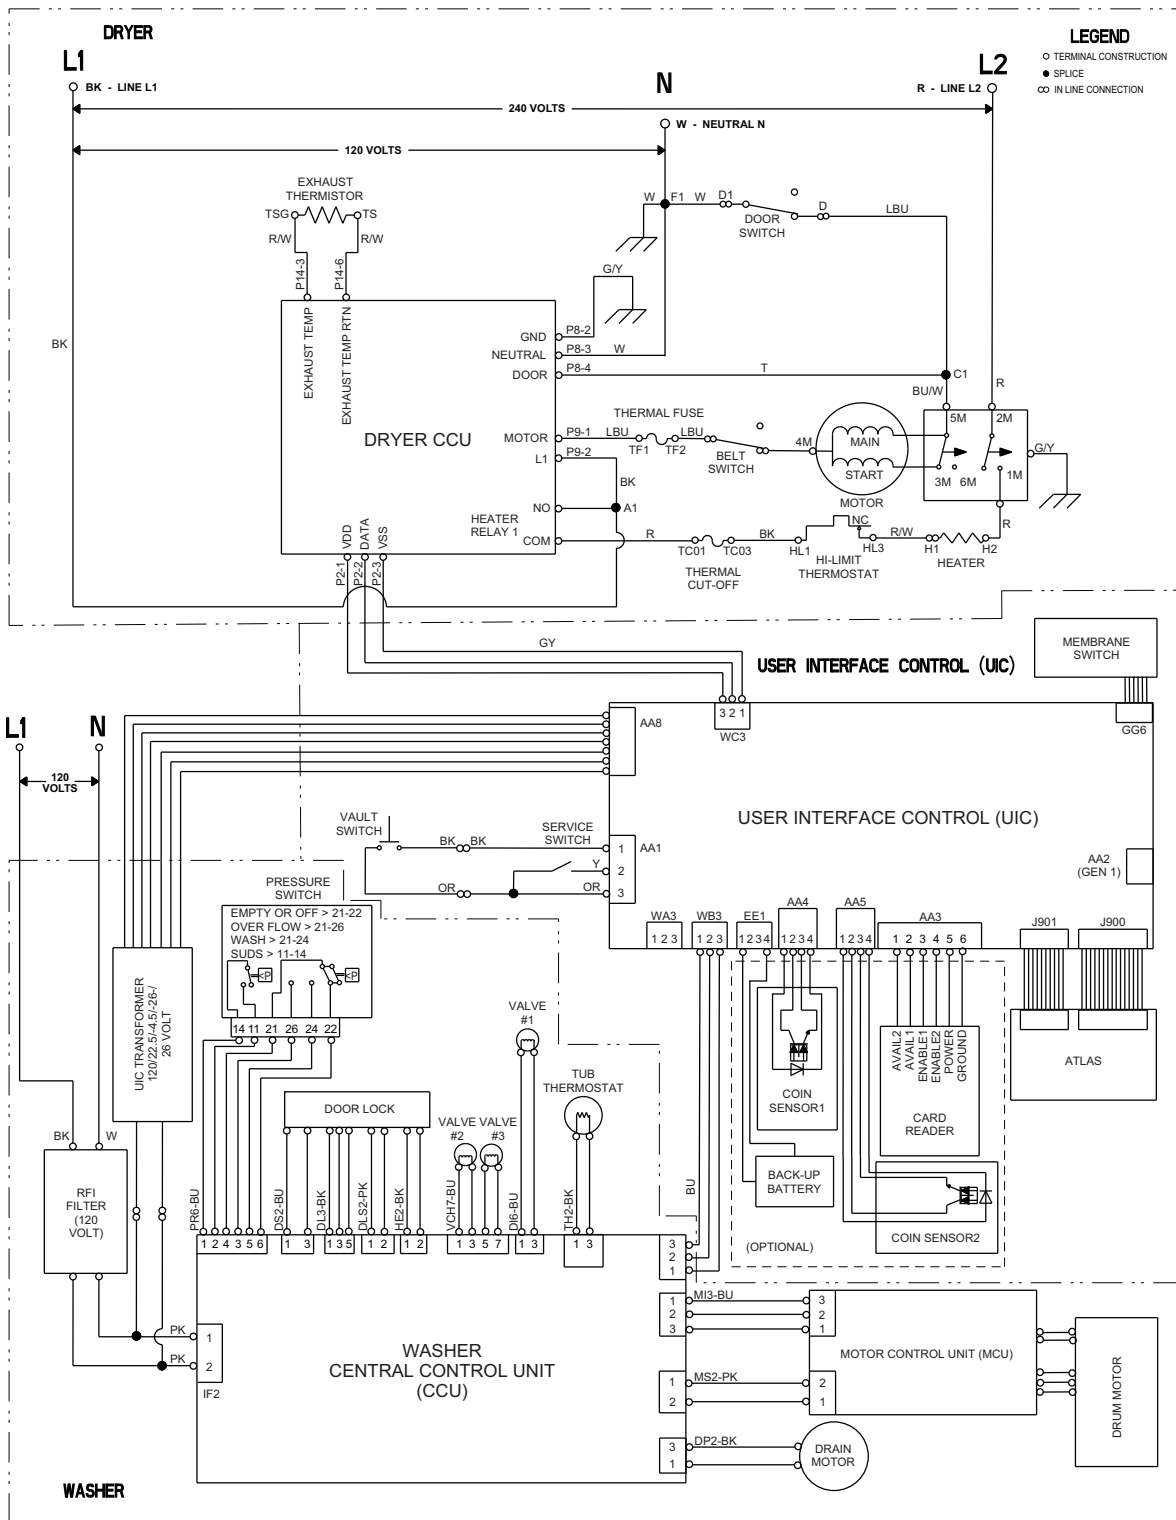 DRYER
LEGEND
TERMINAL CONSTRUCTION
SPLICE
IN LINE CONNECTION
L1
N
L2
BK - LINE L1
R - LINE L2
240 VOLTS
W - NEUTRAL N
120 VOLTS
EXHAUST
THERMISTOR
TSG
TS
R/W
R/W
P14-3
P14-6
W
F1
W
D1
D
LBU
DOOR
SWITCH
G/Y
BK
EXHAUST TEMP
EXHAUST TEMP RTN
GND
P8-2
NEUTRAL
P8-3
W
DOOR
P8-4
T
C1
BU/W
R
DRYER CCU
THERMAL FUSE
MOTOR
P9-1
LBU
TF1
TF2
LBU
BELT
SWITCH
4M
MAIN
START
MOTOR
5M
2M
3M
6M
1M
G/Y
L1
P9-2
BK
NO
A1
HEATER
RELAY 1
COM
R
TC01
TC03
THERMAL
CUT-OFF
BK
HL1
NC
HL3
HI-LIMIT
THERMOSTAT
R/W
H1
H2
HEATER
R
VDD
DATA
VSS
P2-1
P2-2
P2-3
GY
USER INTERFACE CONTROL (UIC)
MEMBRANE
SWITCH
GG6
3 2 1
WC3
AA8
L1
N
120
VOLTS
USER INTERFACE CONTROL (UIC)
VAULT
SWITCH
BK
BK
SERVICE
SWITCH
Y
OR
OR
1
2
3
AA1
AA2
(GEN 1)
WA3
1 2 3
WB3
1 2 3
EE1
1 2 3 4
AA4
1 2 3 4
AA5
1 2 3 4
AA3
1 2 3 4 5 6
J901
J900
PRESSURE
SWITCH
EMPTY OR OFF > 21-22
OVER FLOW > 21-26
WASH > 21-24
SUDS > 11-14
<P
<P
14 11 21 26 24 22
UIC TRANSFORMER
120/22.5/-4.5/-26-/
26 VOLT
VALVE
#1
TUB
THERMOSTAT
DOOR LOCK
VALVE
#2
VALVE
#3
COIN
SENSOR1
AVAIL2
AVAIL1
ENABLE1
ENABLE2
POWER
GROUND
CARD
READER
ATLAS
BACK-UP
BATTERY
COIN SENSOR2
(OPTIONAL)
BK
W
RFI
FILTER
(120
VOLT)
PR6-BU
DS2-BU
DL3-BK
DLS2-PK
HE2-BK
VCH7-BU
DI6-BU
TH2-BK
BU
1 2 4 3 5 6
1 3
1 3 5
1 2
1 2
1 3 5 7
1 3
1 3
3
2
1
PK
PK
1
2
IF2
WASHER
CENTRAL CONTROL UNIT
(CCU)
1
2
3
MI3-BU
3
2
1
MOTOR CONTROL UNIT (MCU)
1
2
MS2-PK
2
1
DRUM MOTOR
3
1
DP2-BK
DRAIN
MOTOR
WASHER